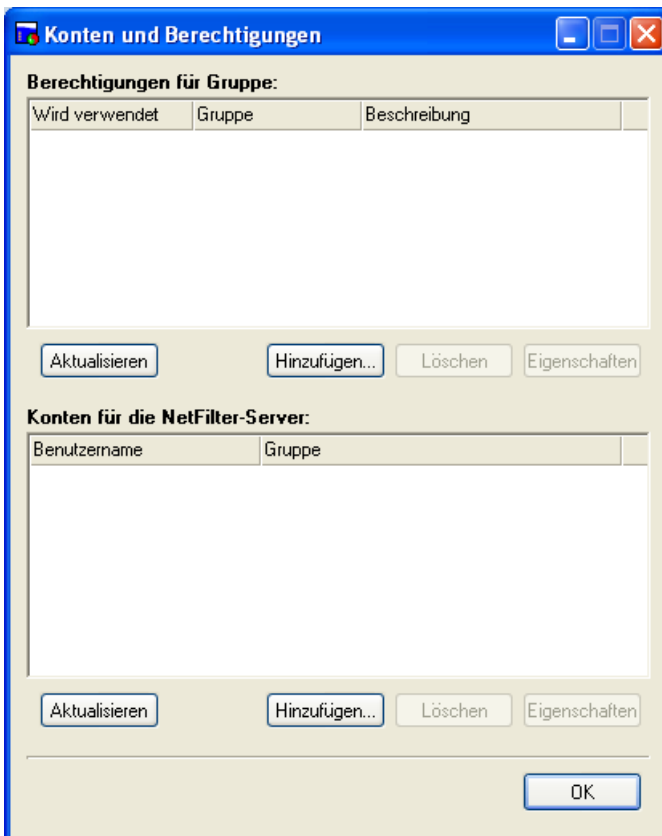 Konten und Berechtigungen
Berechtigungen für Gruppe:
Wird verwendet Gruppe Beschreibung
Aktualisieren Hinzufügen... Löschen Eigenschaften
Konten für die NetFilter-Server:
Benutzername Gruppe
Aktualisieren Hinzufügen... Löschen Eigenschaften
OK